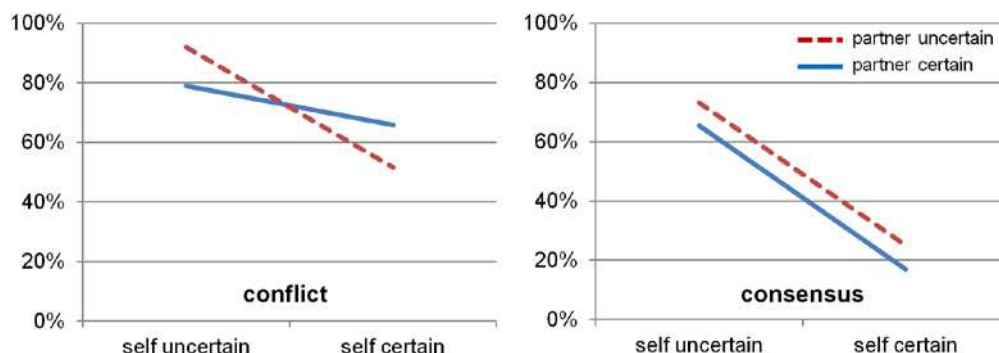 100%
80%
60%
40%
20%
0%
conflict
self uncertain
self certain
100%
80%
60%
40%
20%
0%
partner uncertain
partner certain
consensus
self uncertain
self certain